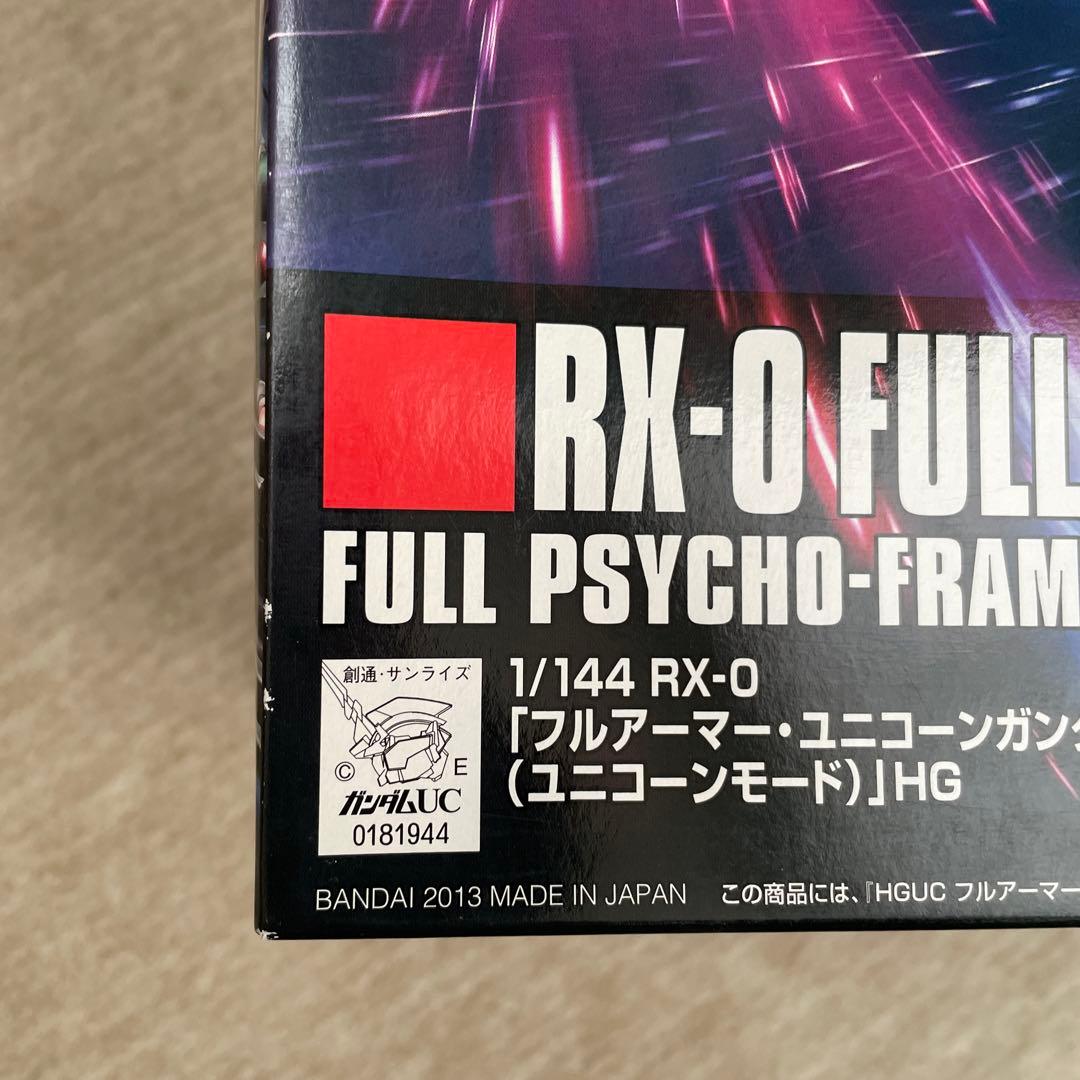 RX-0 FULL
FULL PSYCHO-FRAM
創通・サンライズ
© E
ガンダムUC
0181944
1/144 RX-0
「フルアーマー・ユニコーンガンダ
(ユニコーンモード)」HG
BANDAI 2013 MADE IN JAPAN この商品には、『HGUC フルアーマー